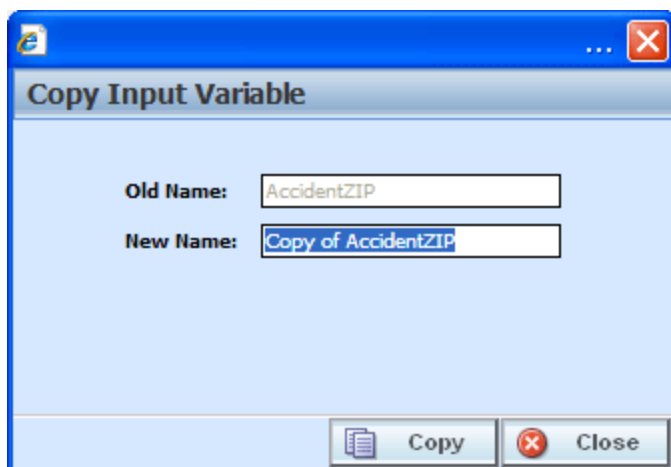 ...
Copy Input Variable
Old Name: AccidentZIP
New Name: Copy of AccidentZIP
Copy Close